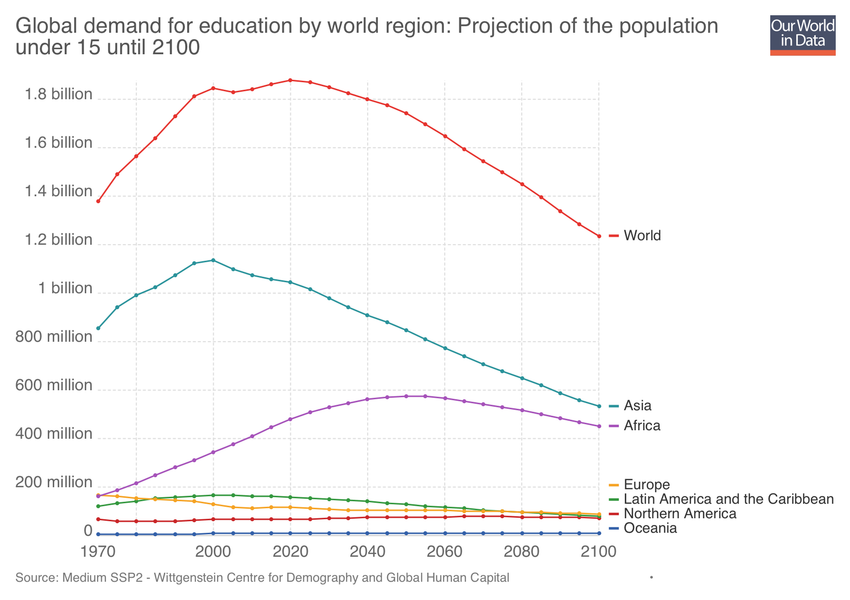 Global demand for education by world region: Projection of the population
under 15 until 2100
Our World
in Data
1.8 billion
1.6 billion
1.4 billion
1.2 billion
1 billion
800 million
600 million
400 million
200 million
0
1970
2000
2020
2040
2060
2080
2100
World
Asia
Africa
Europe
Latin America and the Caribbean
Northern America
Oceania
Source: Medium SSP2 - Wittgenstein Centre for Demography and Global Human Capital